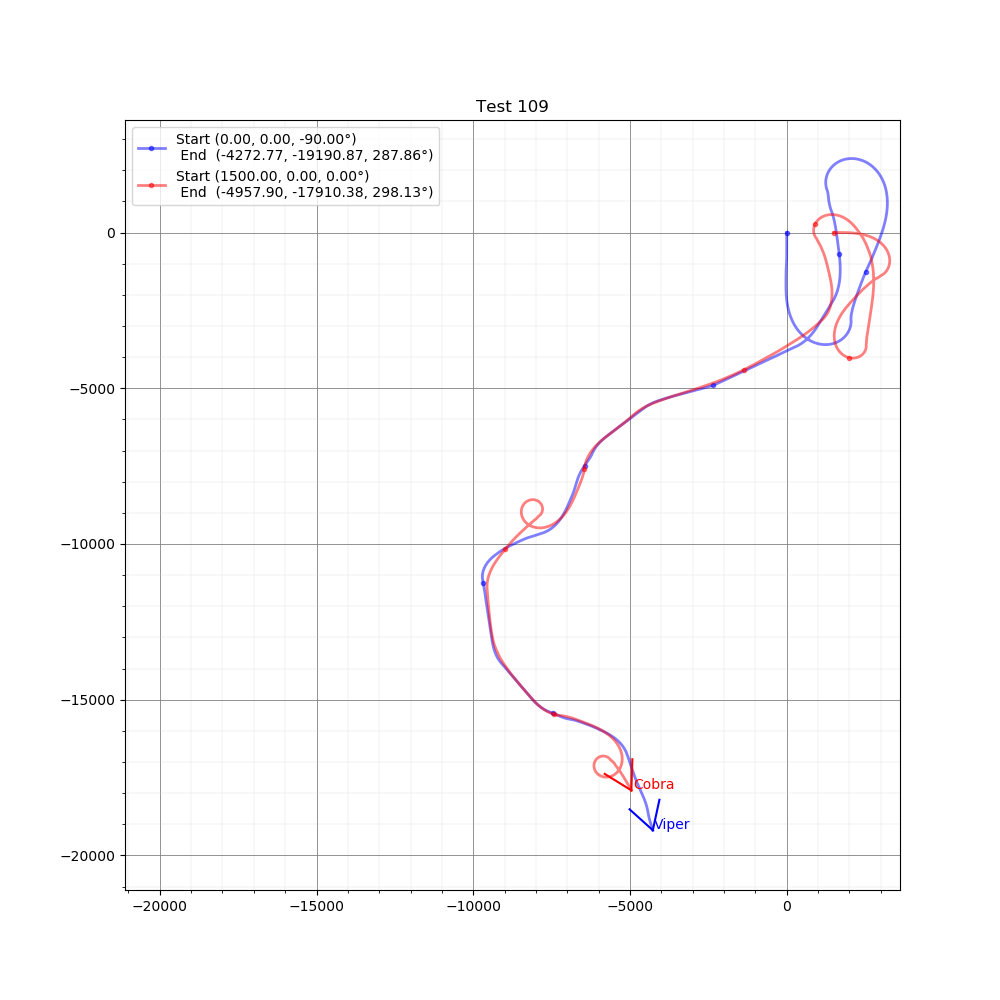 Test 109
Start (0.00, 0.00, -90.00°)
End (-4272.77, -19190.87, 287.86°)
Start (1500.00, 0.00, 0.00°)
End (-4957.90, -17910.38, 298.13°)
0
−5000
−10000
−15000
−20000
Cobra
Viper
−20000 −15000 −10000 −5000 0